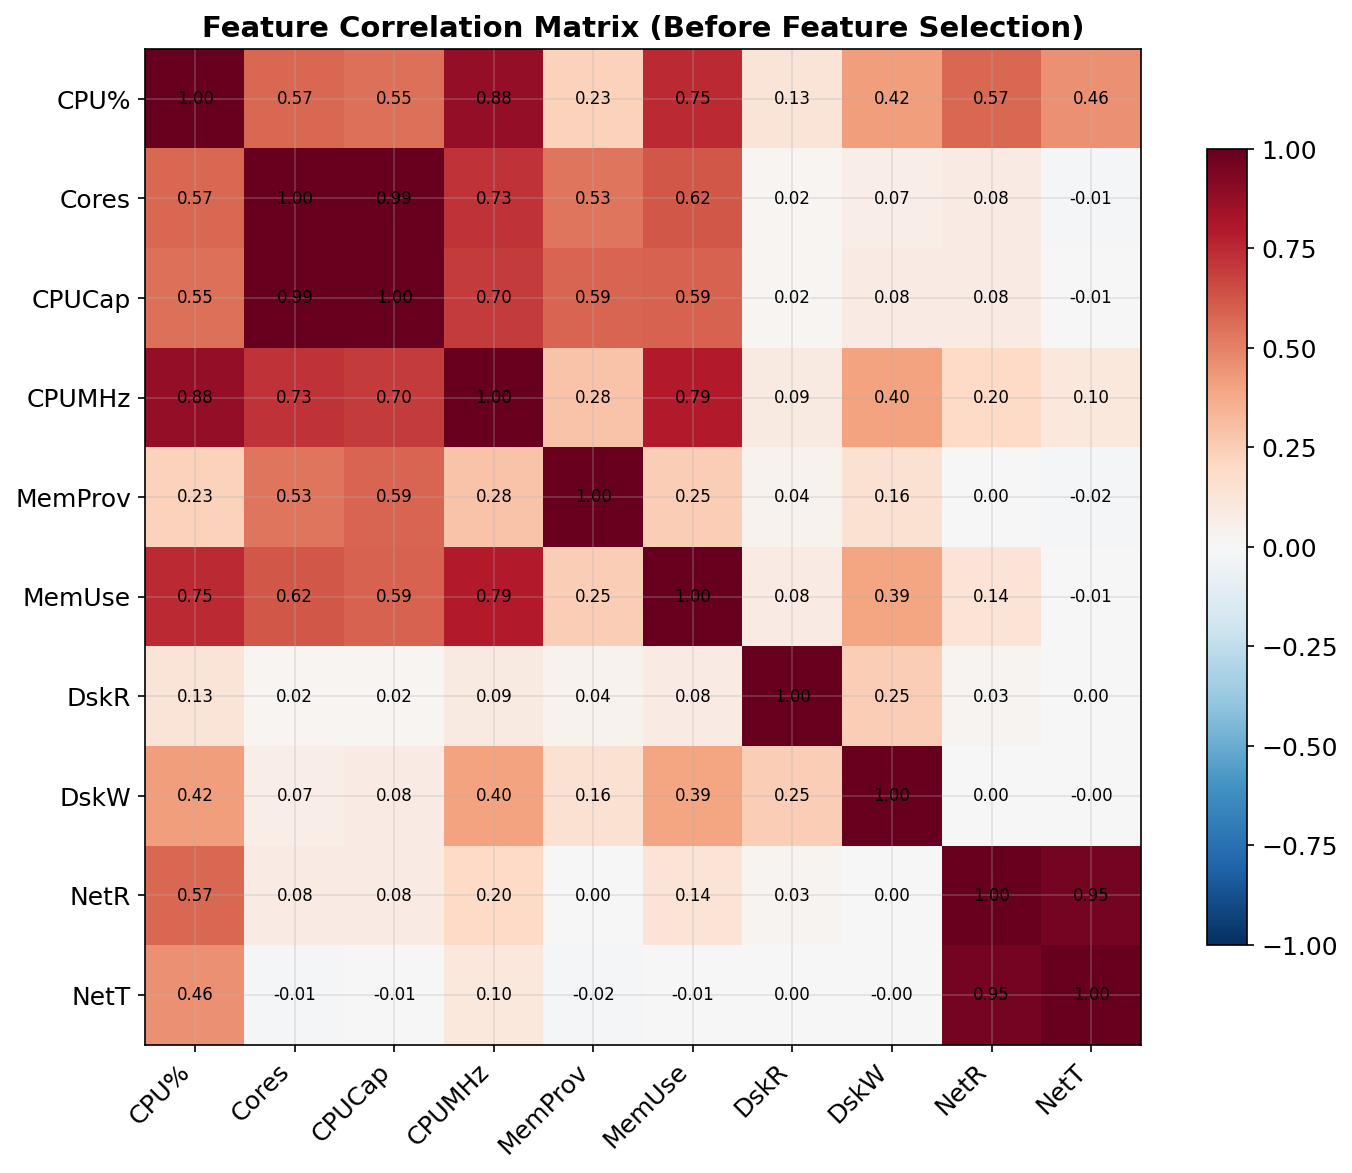 Feature Correlation Matrix (Before Feature Selection)
CPU% 1.00 0.57 0.55 0.88 0.23 0.75 0.13 0.42 0.57 0.46
Cores 0.57 1.00 0.99 0.73 0.53 0.62 0.02 0.07 0.08 -0.01
CPUCap 0.55 0.99 1.00 0.70 0.59 0.59 0.02 0.08 0.08 -0.01
CPUMHz 0.88 0.73 0.70 1.00 0.28 0.79 0.09 0.40 0.20 0.10
MemProv 0.23 0.53 0.59 0.28 1.00 0.25 0.04 0.16 0.00 -0.02
MemUse 0.75 0.62 0.59 0.79 0.25 1.00 0.08 0.39 0.14 -0.01
DskR 0.13 0.02 0.02 0.09 0.04 0.08 1.00 0.25 0.03 0.00
DskW 0.42 0.07 0.08 0.40 0.16 0.39 0.25 1.00 0.00 -0.00
NetR 0.57 0.08 0.08 0.20 0.00 0.14 0.03 0.00 1.00 0.95
NetT 0.46 -0.01 -0.01 0.10 -0.02 -0.01 0.00 -0.00 0.95 1.00
CPU% Cores CPUCap CPUMHz MemProv MemUse DskR DskW NetR NetT
1.00
0.75
0.50
0.25
0.00
−0.25
−0.50
−0.75
−1.00